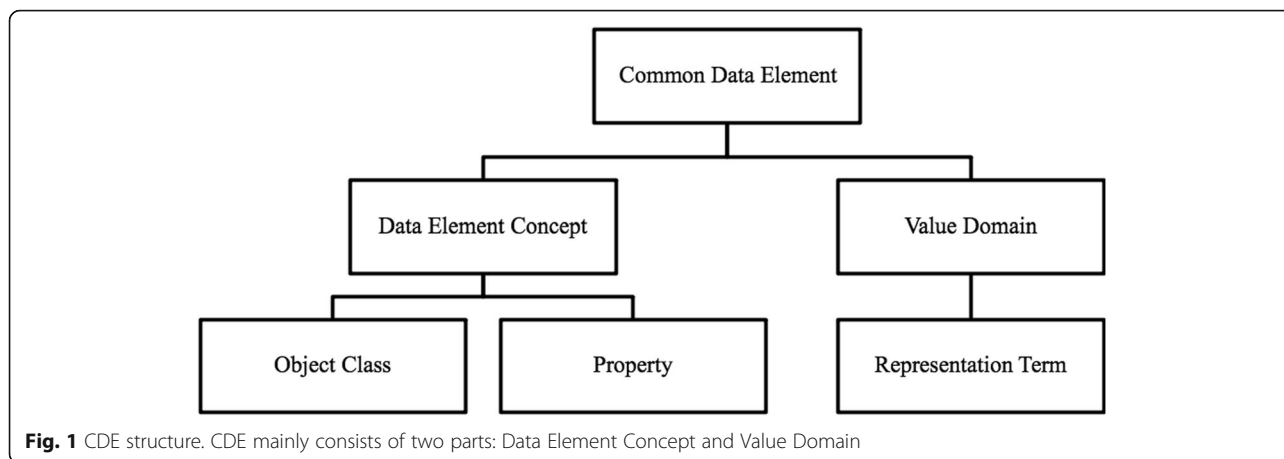 Common Data Element
Data Element Concept
Value Domain
Object Class
Property
Representation Term
Fig. 1 CDE structure. CDE mainly consists of two parts: Data Element Concept and Value Domain